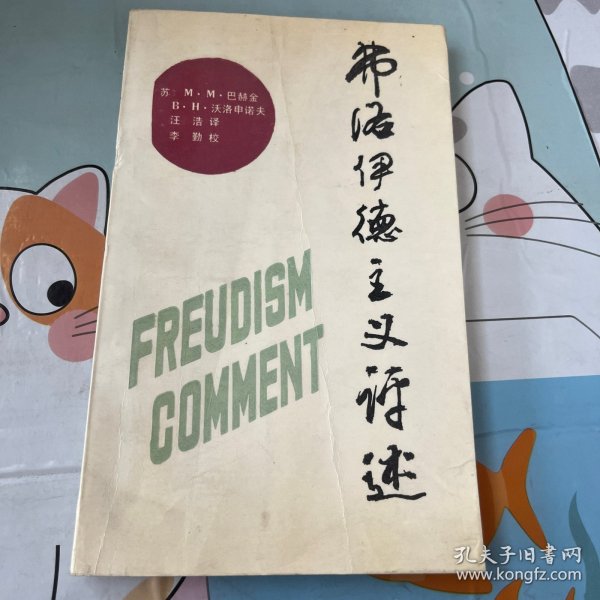 苏 M·M·巴赫金
B·H·沃洛申诺夫
汪 浩 译
李 勤 校
弗洛伊德主义评述
FREUDISM
COMMENT
孔夫子旧书网
www.kongfz.com